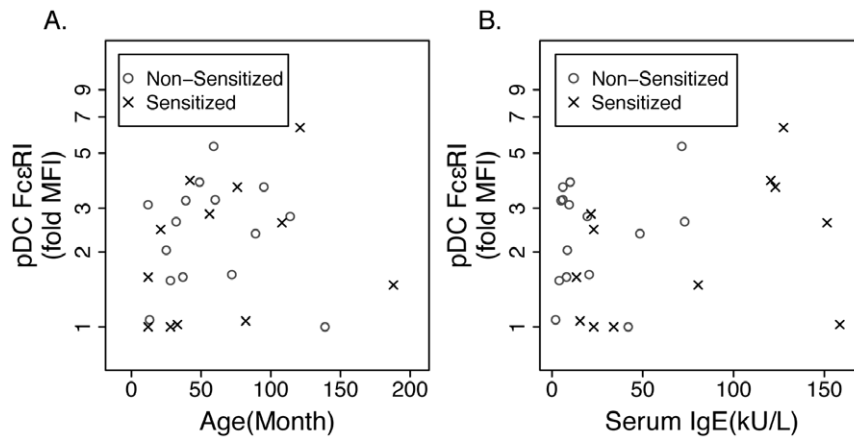 A.
Non−Sensitized
Sensitized
pDC FcεRI
(fold MFI)
9
7
5
3
2
1
0
50
100
150
200
Age(Month)
B.
Non−Sensitized
Sensitized
pDC FcεRI
(fold MFI)
9
7
5
3
2
1
0
50
100
150
Serum IgE(kU/L)